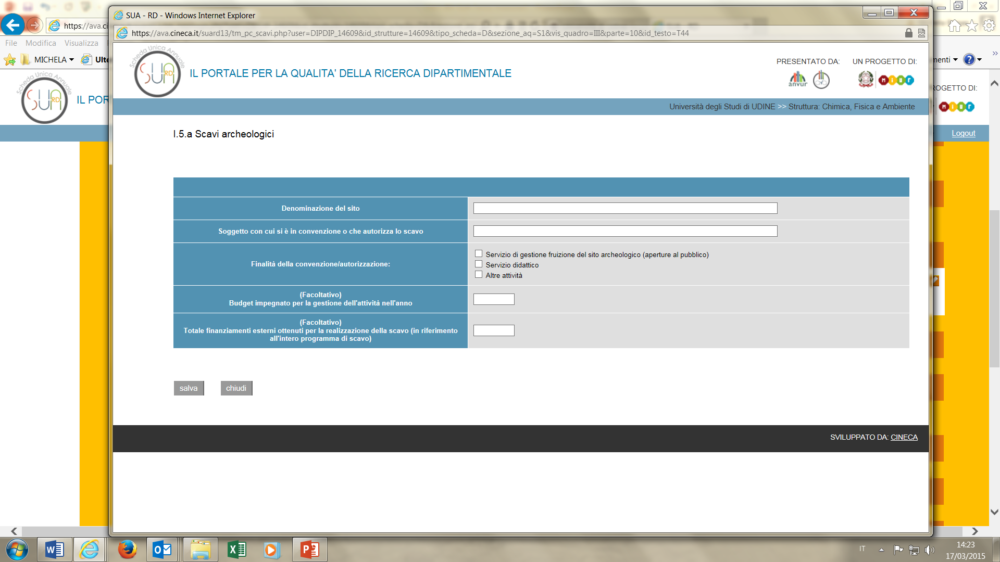 SUA - RD - Windows Internet Explorer
https://ava.ci
https://ava.cineca.it/suard13/tm_pc_scavi.php?user=DIPDIP_14609&id_strutture=14609&tipo_scheda=D&sezione_aq=S1&vis_quadro=III&parte=10&id_testo=T44
File Modifica Visualizza
MICHELA
Ulte
menti
Scheda Unica Annuale
SUA RD
IL PORTALE PER LA QUALITA' DELLA RICERCA DIPARTIMENTALE
PRESENTATO DA:
UN PROGETTO DI:
anvur
ava
MIUR
Scheda Unica Annuale
SUA RD
IL POR
ROGETTO DI:
MIUR
Università degli Studi di UDINE >> Struttura: Chimica, Fisica e Ambiente
Logout
I.5.a Scavi archeologici
Denominazione del sito
Soggetto con cui si è in convenzione o che autorizza lo scavo
Finalità della convenzione/autorizzazione:
Servizio di gestione fruizione del sito archeologico (aperture al pubblico)
Servizio didattico
Altre attività
(Facoltativo)
Budget impegnato per la gestione dell'attività nell'anno
(Facoltativo)
Totale finanziamenti esterni ottenuti per la realizzazione della scavo (in riferimento
all'intero programma di scavo)
salva
chiudi
SVILUPPATO DA: CINECA
IT
14:23
17/03/2015